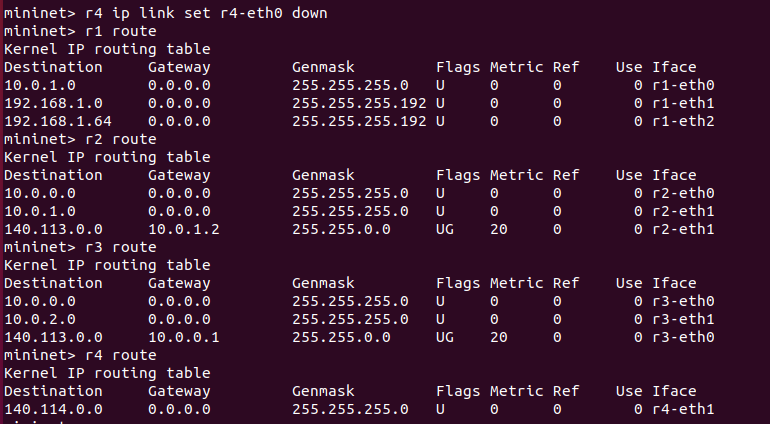 mininet> r4 ip link set r4-eth0 down
mininet> r1 route
Kernel IP routing table
Destination     Gateway         Genmask         Flags Metric Ref    Use Iface
10.0.1.0        0.0.0.0         255.255.255.0   U     0      0        0 r1-eth0
192.168.1.0     0.0.0.0         255.255.255.192 U     0      0        0 r1-eth1
192.168.1.64    0.0.0.0         255.255.255.192 U     0      0        0 r1-eth2
mininet> r2 route
Kernel IP routing table
Destination     Gateway         Genmask         Flags Metric Ref    Use Iface
10.0.0.0        0.0.0.0         255.255.255.0   U     0      0        0 r2-eth0
10.0.1.0        0.0.0.0         255.255.255.0   U     0      0        0 r2-eth1
140.113.0.0     10.0.1.2        255.255.0.0     UG    20     0        0 r2-eth1
mininet> r3 route
Kernel IP routing table
Destination     Gateway         Genmask         Flags Metric Ref    Use Iface
10.0.0.0        0.0.0.0         255.255.255.0   U     0      0        0 r3-eth0
10.0.2.0        0.0.0.0         255.255.255.0   U     0      0        0 r3-eth1
140.113.0.0     10.0.0.1        255.255.0.0     UG    20     0        0 r3-eth0
mininet> r4 route
Kernel IP routing table
Destination     Gateway         Genmask         Flags Metric Ref    Use Iface
140.114.0.0     0.0.0.0         255.255.255.0   U     0      0        0 r4-eth1